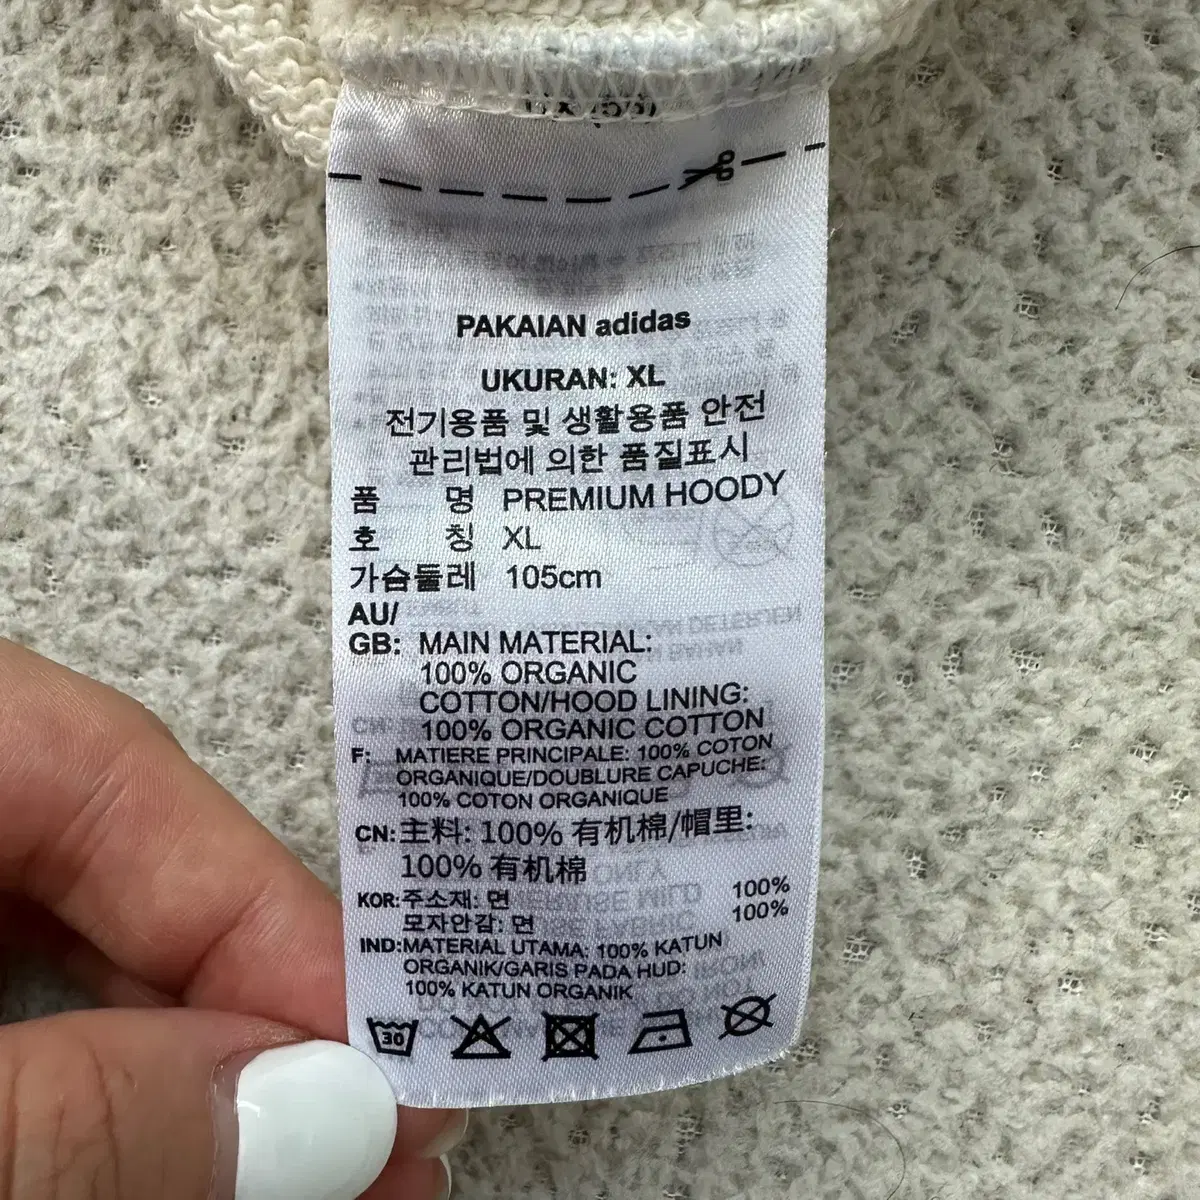 PAKAIAN adidas
UKURAN: XL
전기용품 및 생활용품 안전
관리법에 의한 품질표시
품 명 PREMIUM HOODY
호 칭 XL
가슴둘레 105cm
AU/
GB: MAIN MATERIAL:
100% ORGANIC
COTTON/HOOD LINING:
100% ORGANIC COTTON
F: MATIERE PRINCIPALE: 100% COTON
ORGANIQUE/DOUBLURE CAPUCHE:
100% COTON ORGANIQUE
CN: 主料: 100% 有机棉/帽里:
100% 有机棉
KOR: 주소재: 면 100%
모자안감: 면 100%
IND: MATERIAL UTAMA: 100% KATUN
ORGANIK/GARIS PADA HUD:
100% KATUN ORGANIK
30